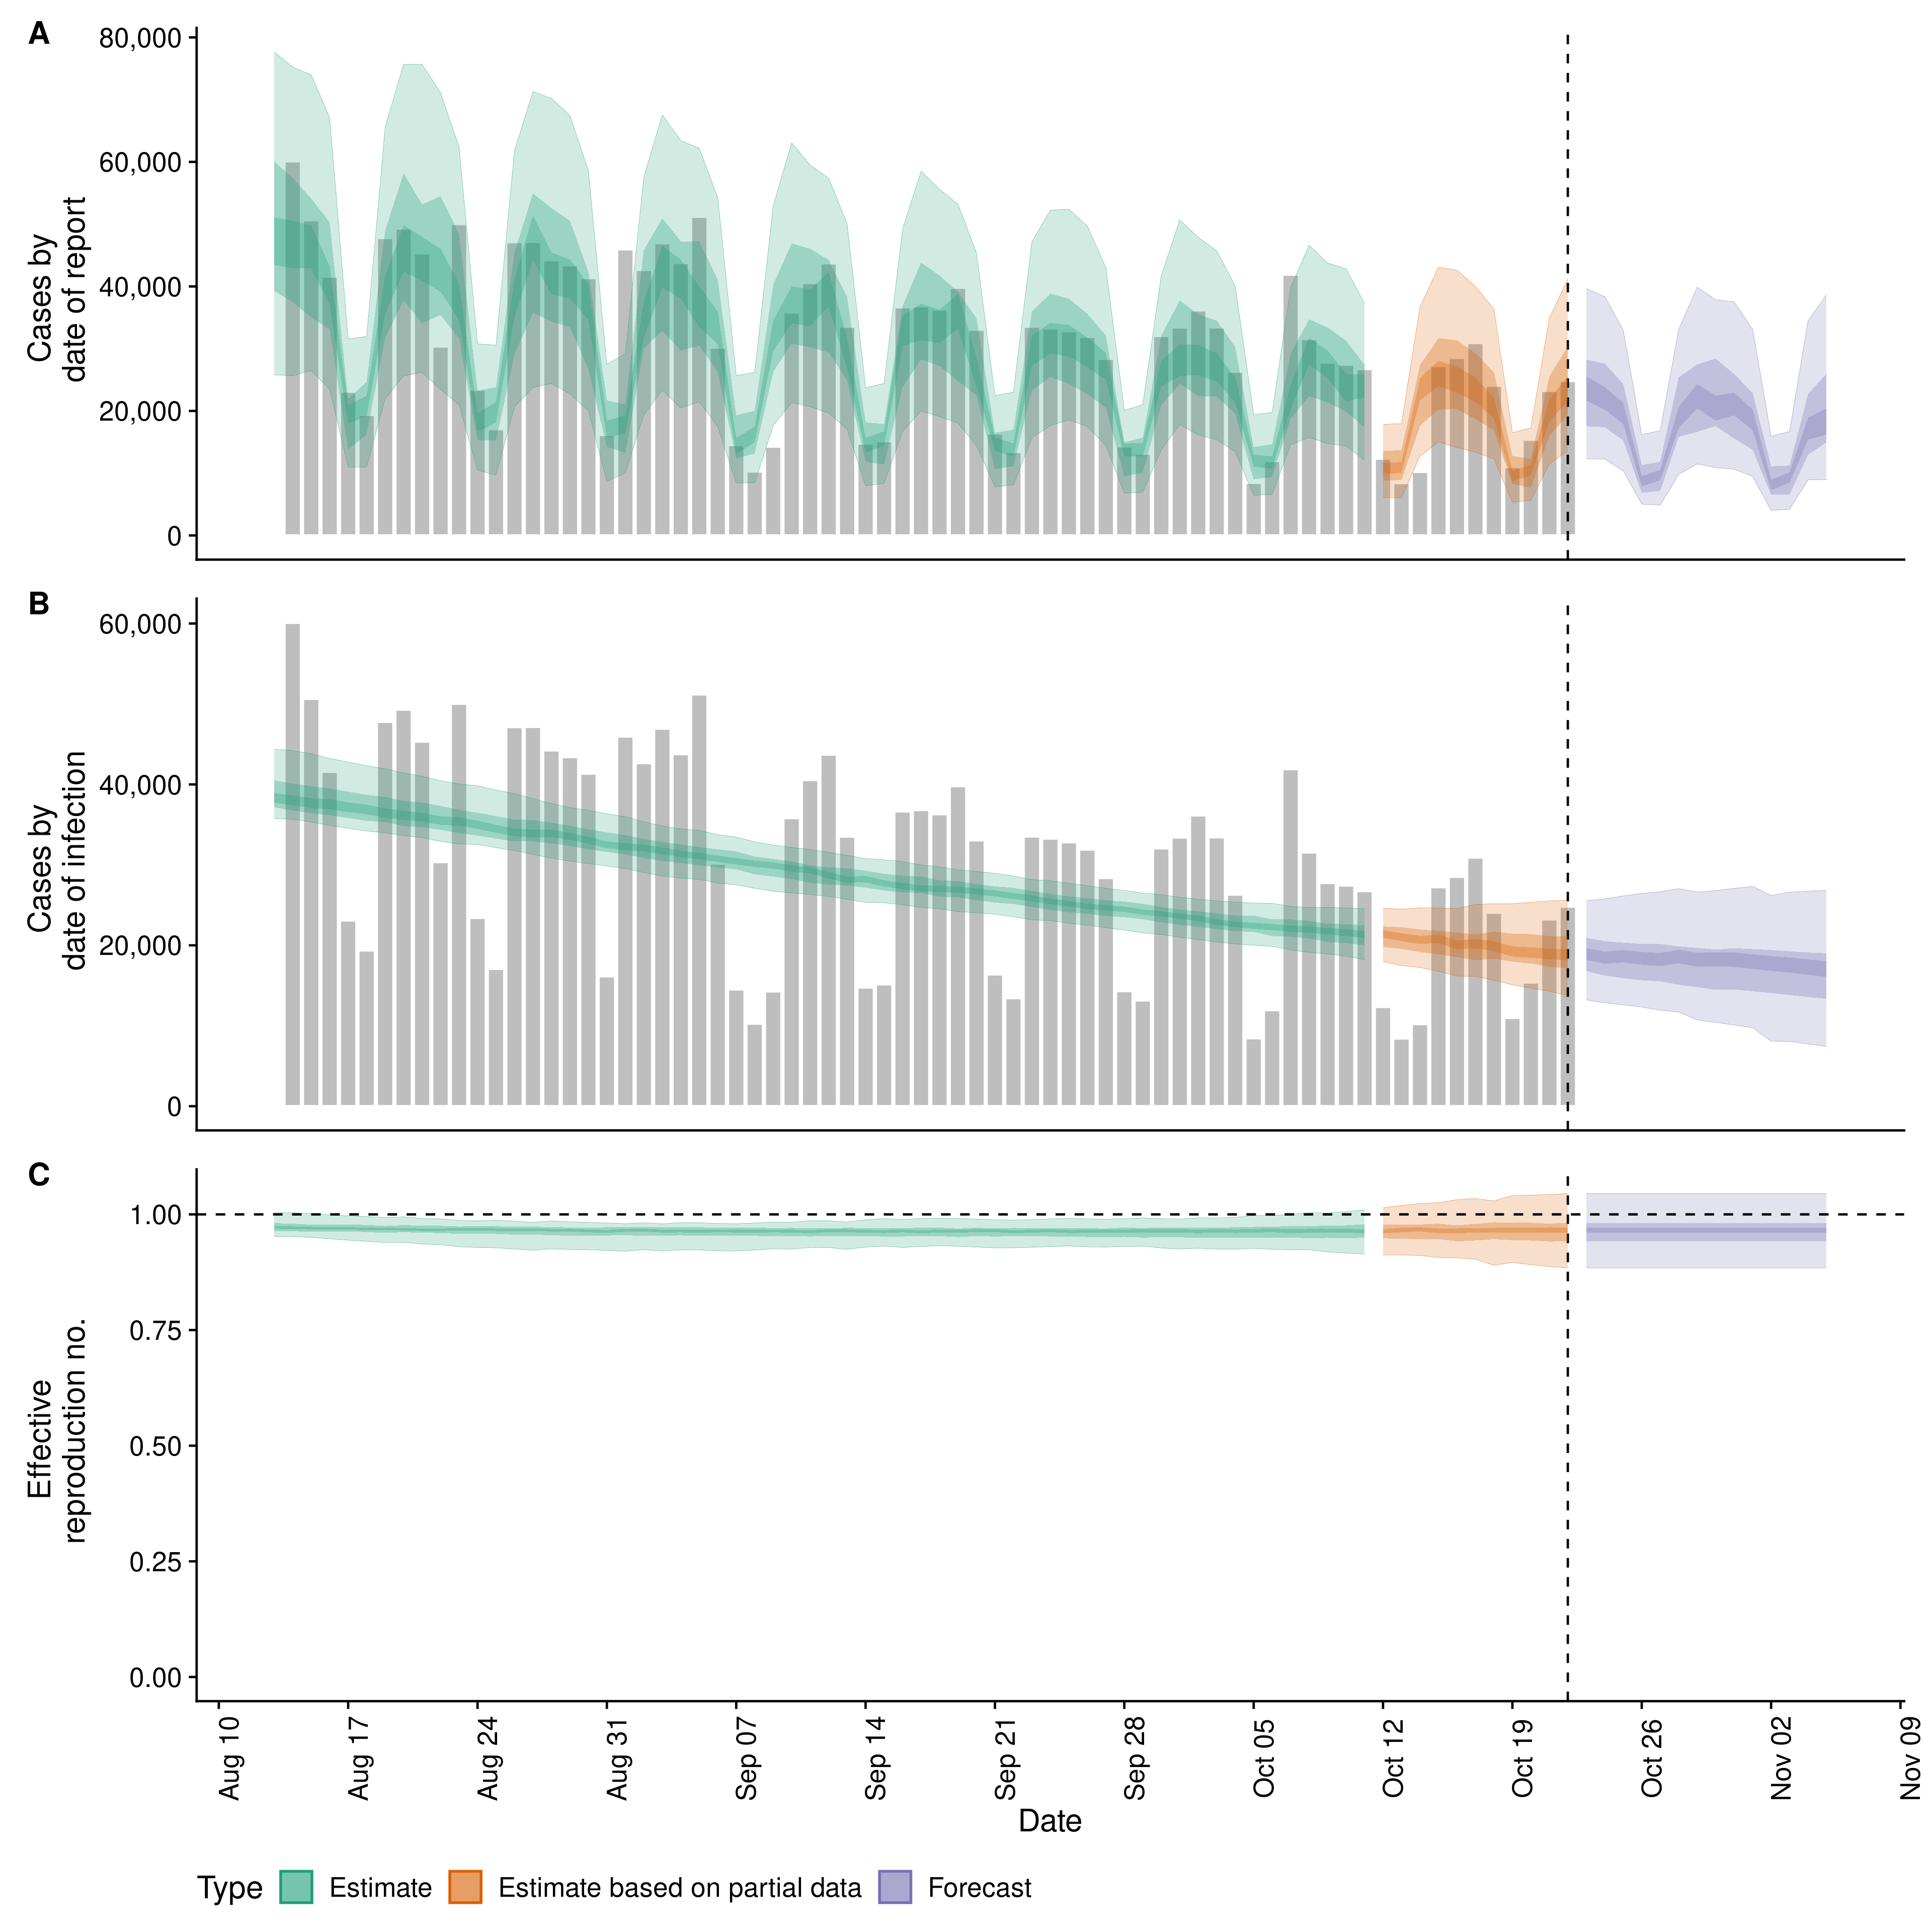 A
80,000
60,000
40,000
20,000
0
Cases by
date of report
B
60,000
40,000
20,000
0
Cases by
date of infection
C
1.00
0.75
0.50
0.25
0.00
Effective
reproduction no.
Aug 10
Aug 17
Aug 24
Aug 31
Sep 07
Sep 14
Sep 21
Sep 28
Oct 05
Oct 12
Oct 19
Oct 26
Nov 02
Nov 09
Date
Type Estimate Estimate based on partial data Forecast